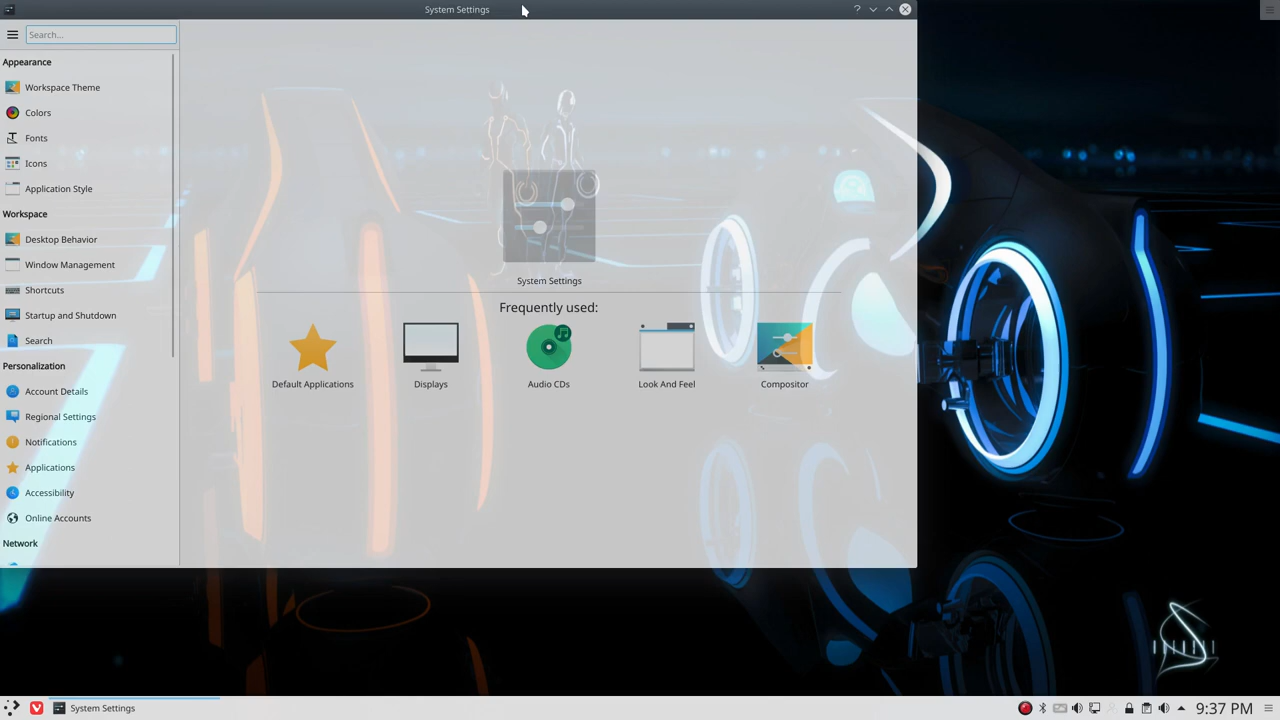 System Settings
Search...
Appearance
Workspace Theme
Colors
Fonts
Icons
Application Style
Workspace
Desktop Behavior
Window Management
Shortcuts
Startup and Shutdown
Search
Personalization
Account Details
Regional Settings
Notifications
Applications
Accessibility
Online Accounts
Network
System Settings
Frequently used:
Default Applications
Displays
Audio CDs
Look And Feel
Compositor
System Settings
9:37 PM